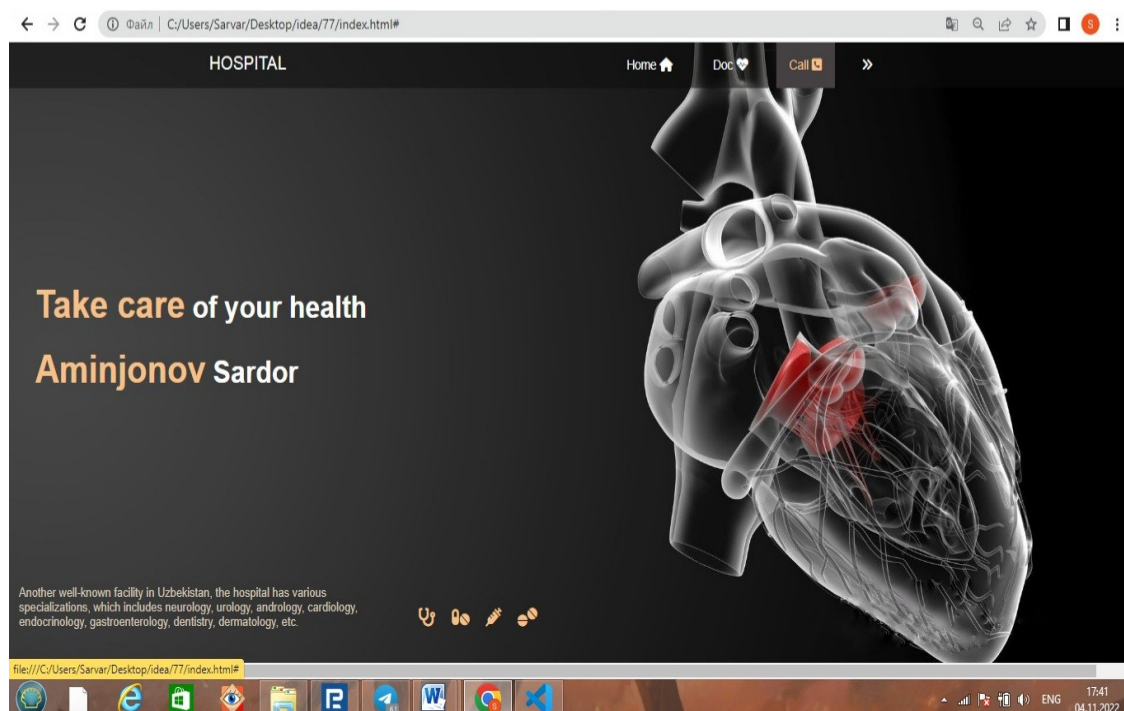 Файл C:/Users/Sarvar/Desktop/idea/77/index.html#
S
HOSPITAL
Home
Doc
Call
Take care of your health
Aminjonov Sardor
Another well-known facility in Uzbekistan, the hospital has various
specializations, which includes neurology, urology, andrology, cardiology,
endocrinology, gastroenterology, dentistry, dermatology, etc.
file:///C:/Users/Sarvar/Desktop/idea/77/index.html#
ENG
17:41
04.11.2022